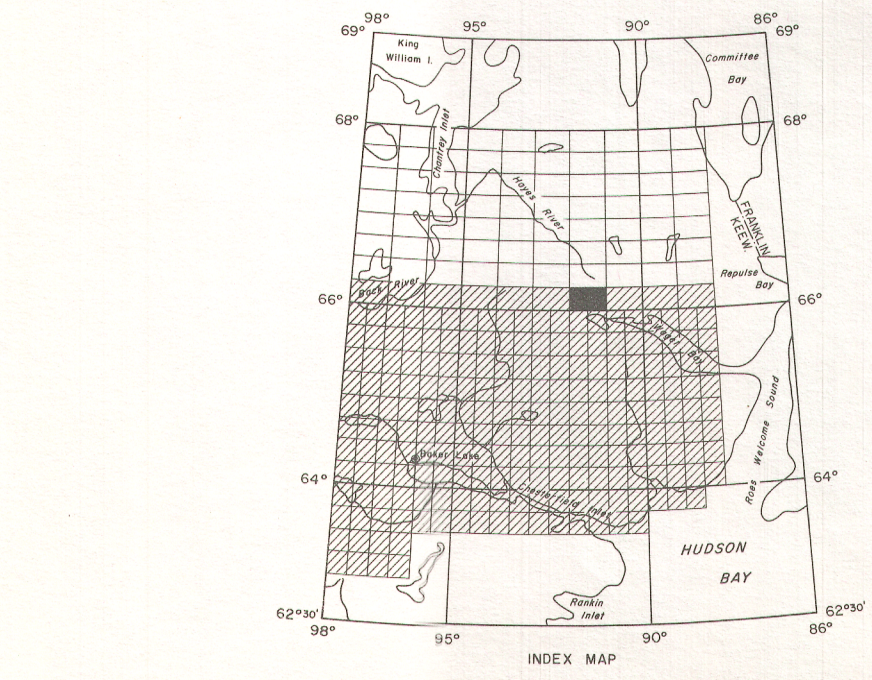 98°
95°
90°
86°
69°
69°
King
William I.
Committee
Bay
68°
68°
Chantrey Inlet
Hayes River
FRANKLIN
KEEW.
Repulse
Bay
Back River
66°
66°
Wager Bay
Roes Welcome Sound
Baker Lake
64°
64°
Chesterfield Inlet
HUDSON
BAY
Rankin
Inlet
62°30'
62°30'
98°
95°
90°
86°
INDEX MAP